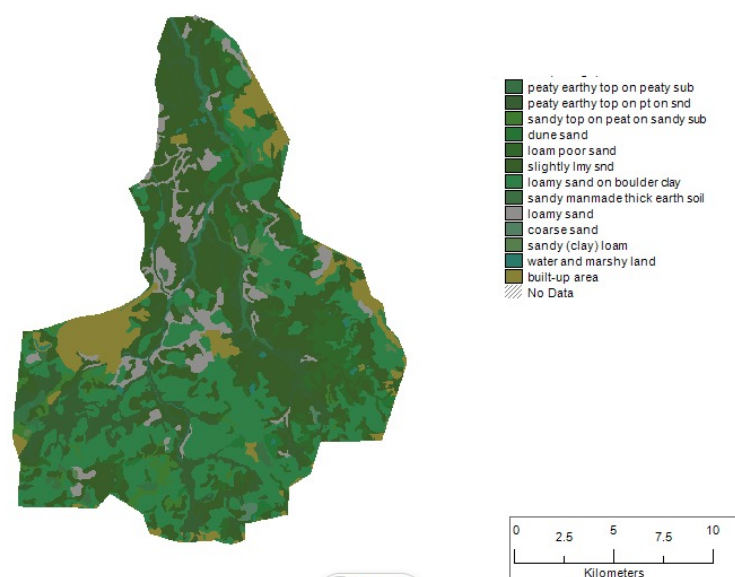 peaty earthy top on peaty sub
peaty earthy top on pt on snd
sandy top on peat on sandy sub
dune sand
loam poor sand
slightly lmy snd
loamy sand on boulder clay
sandy manmade thick earth soil
loamy sand
coarse sand
sandy (clay) loam
water and marshy land
built-up area
No Data
0 2.5 5 7.5 10
Kilometers